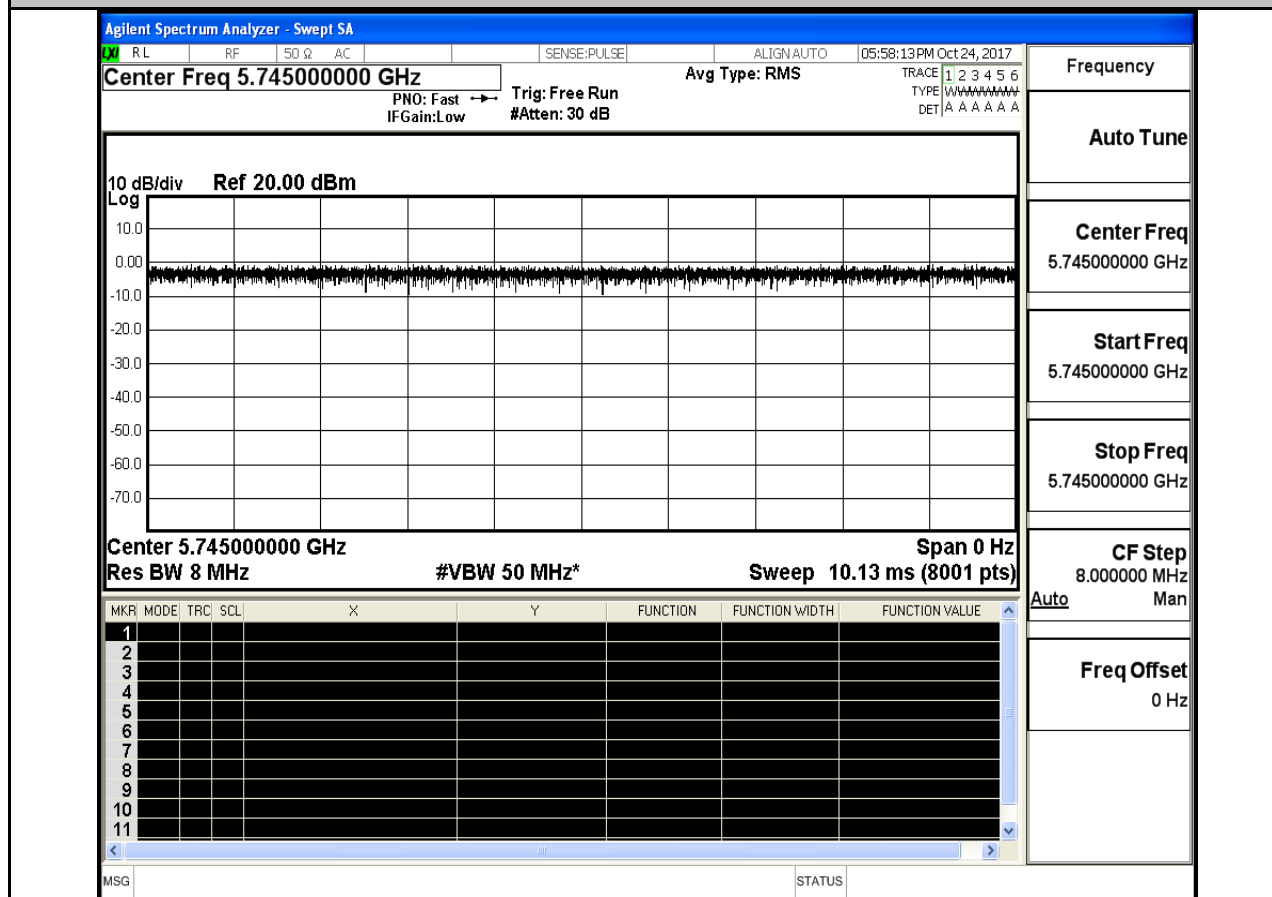 Agilent Spectrum Analyzer - Swept SA
LXI RL RF 50 Ω AC SENSE:PULSE ALIGN AUTO 05:58:13 PM Oct 24, 2017
Center Freq 5.745000000 GHz
PNO: Fast
IFGain:Low
Trig: Free Run
#Atten: 30 dB
Avg Type: RMS
TRACE 1 2 3 4 5 6
TYPE WWWWWW
DET A A A A A A
10 dB/div Ref 20.00 dBm
Log
10.0
0.00
-10.0
-20.0
-30.0
-40.0
-50.0
-60.0
-70.0
Center 5.745000000 GHz Span 0 Hz
Res BW 8 MHz #VBW 50 MHz* Sweep 10.13 ms (8001 pts)
MKR MODE TRC SCL X Y FUNCTION FUNCTION WIDTH FUNCTION VALUE
1
2
3
4
5
6
7
8
9
10
11
MSG STATUS
Frequency
Auto Tune
Center Freq
5.745000000 GHz
Start Freq
5.745000000 GHz
Stop Freq
5.745000000 GHz
CF Step
8.000000 MHz
Auto Man
Freq Offset
0 Hz